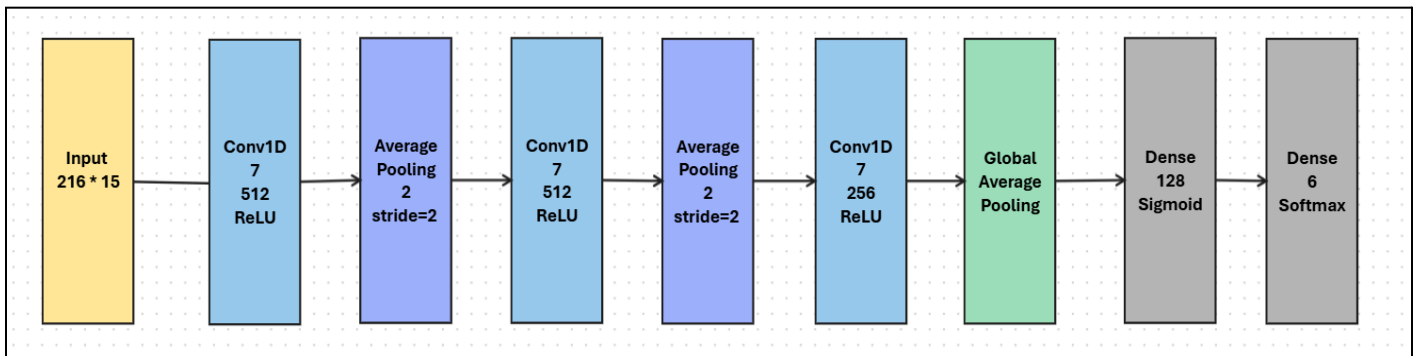 Input
216 * 15
Conv1D
7
512
ReLU
Average
Pooling
2
stride=2
Conv1D
7
512
ReLU
Average
Pooling
2
stride=2
Conv1D
7
256
ReLU
Global
Average
Pooling
Dense
128
Sigmoid
Dense
6
Softmax